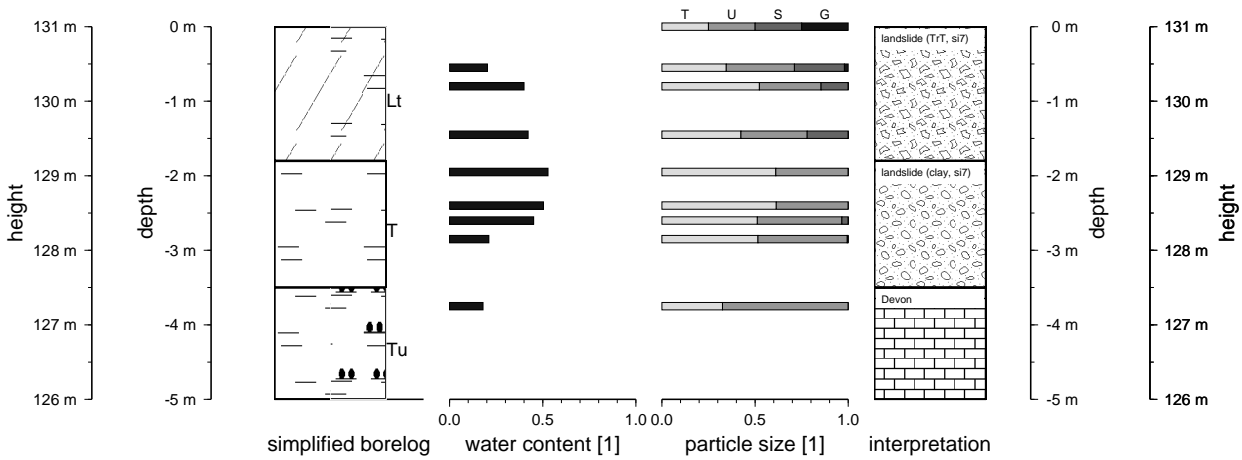 T U S G
131 m 0 m 0 m 131 m
landslide (TrT, si7)
130 m -1 m Lt -1 m 130 m
129 m -2 m landslide (clay, si7) -2 m 129 m
height depth T depth height
128 m -3 m -3 m 128 m
Devon
127 m -4 m -4 m 127 m
Tu
126 m -5 m -5 m 126 m
0.0 0.5 1.0 0.0 0.5 1.0
simplified borelog water content [1] particle size [1] interpretation